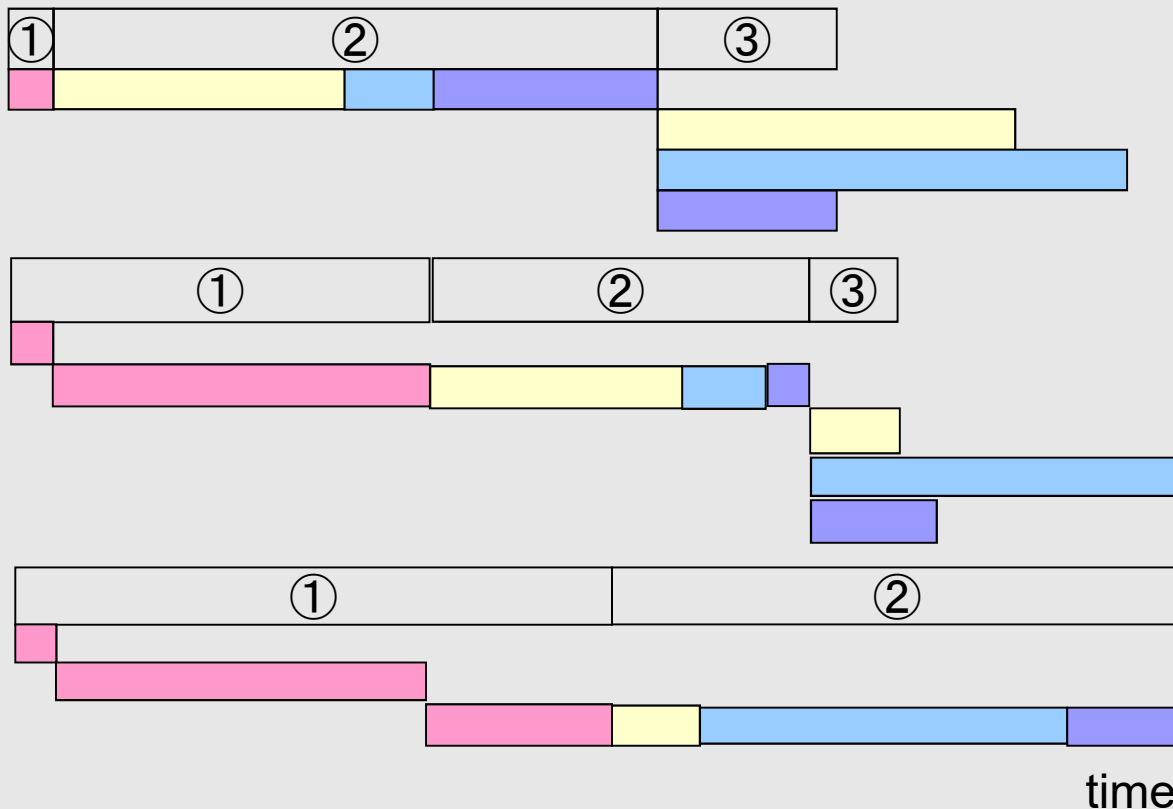 ① ② ③
① ② ③
① ②
time